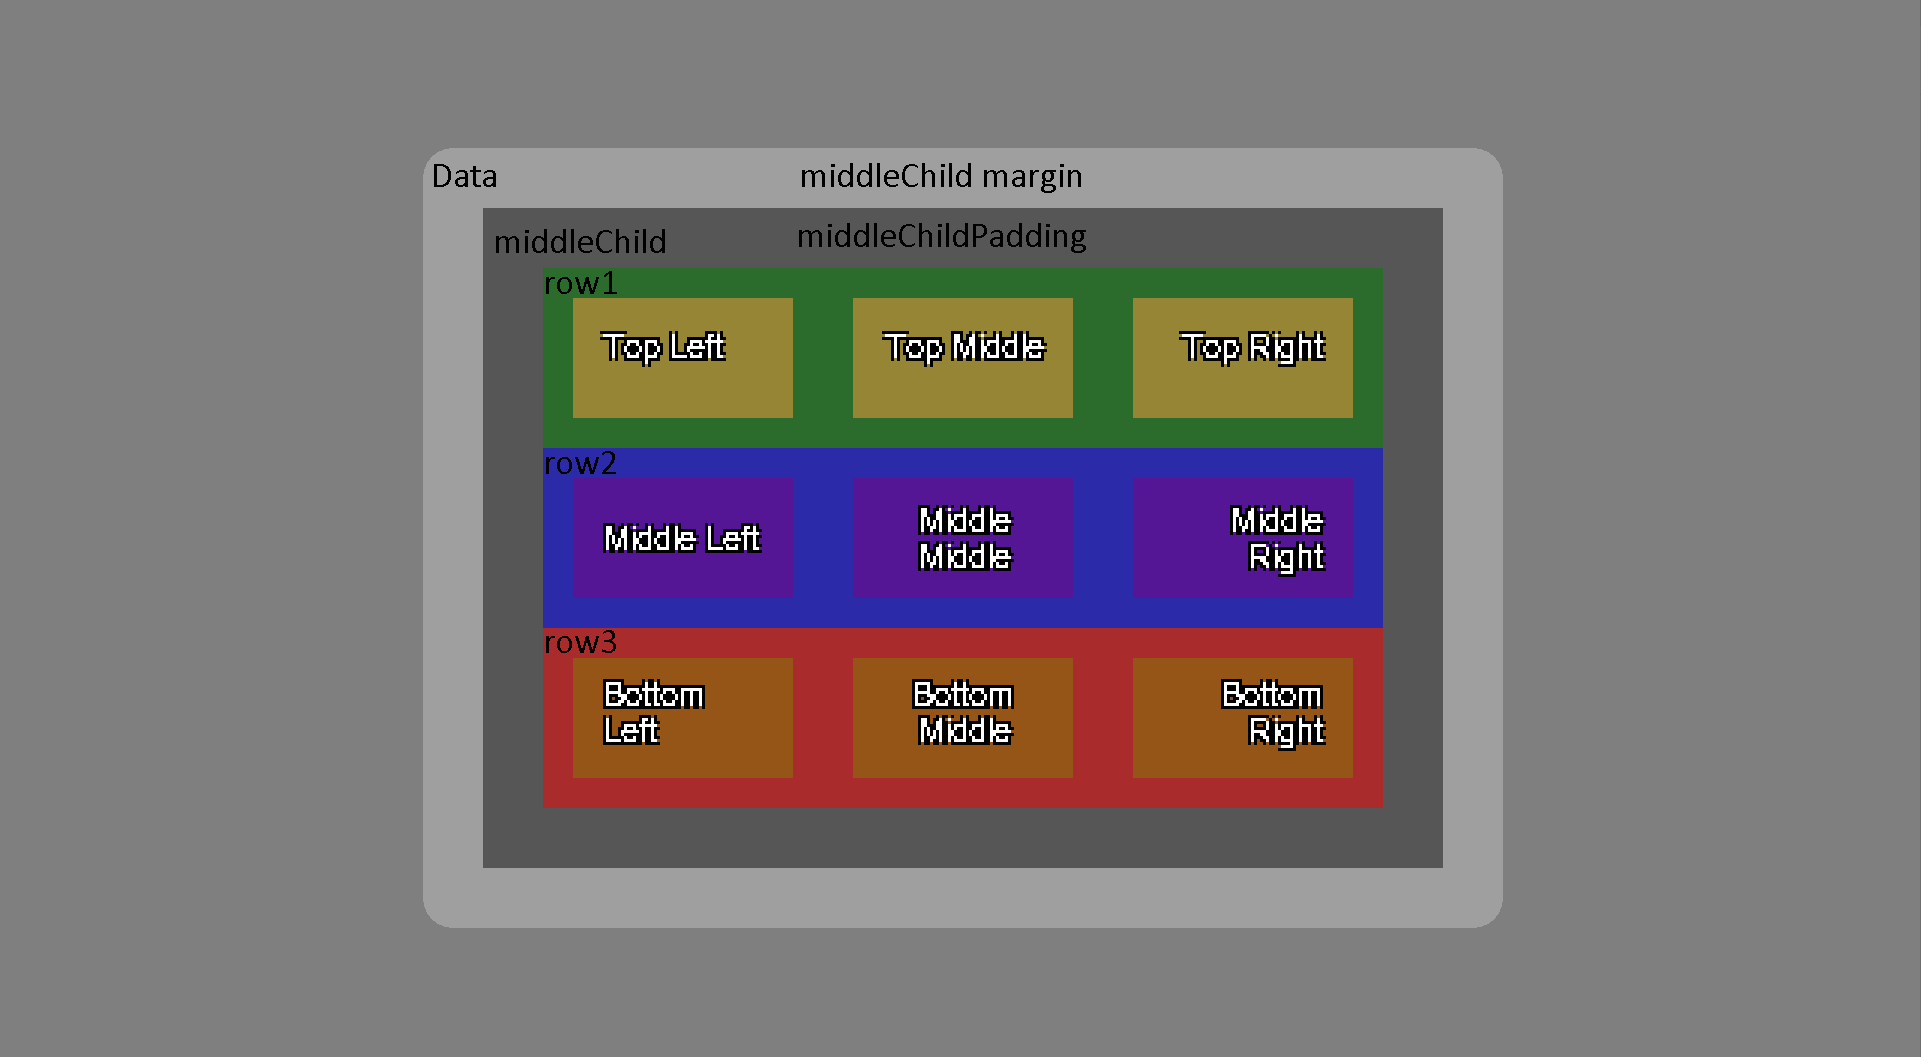 Data
middleChild margin
middleChild
middleChildPadding
row1
Top Left
Top Middle
Top Right
row2
Middle Left
Middle
Middle
Middle
Right
row3
Bottom
Left
Bottom
Middle
Bottom
Right